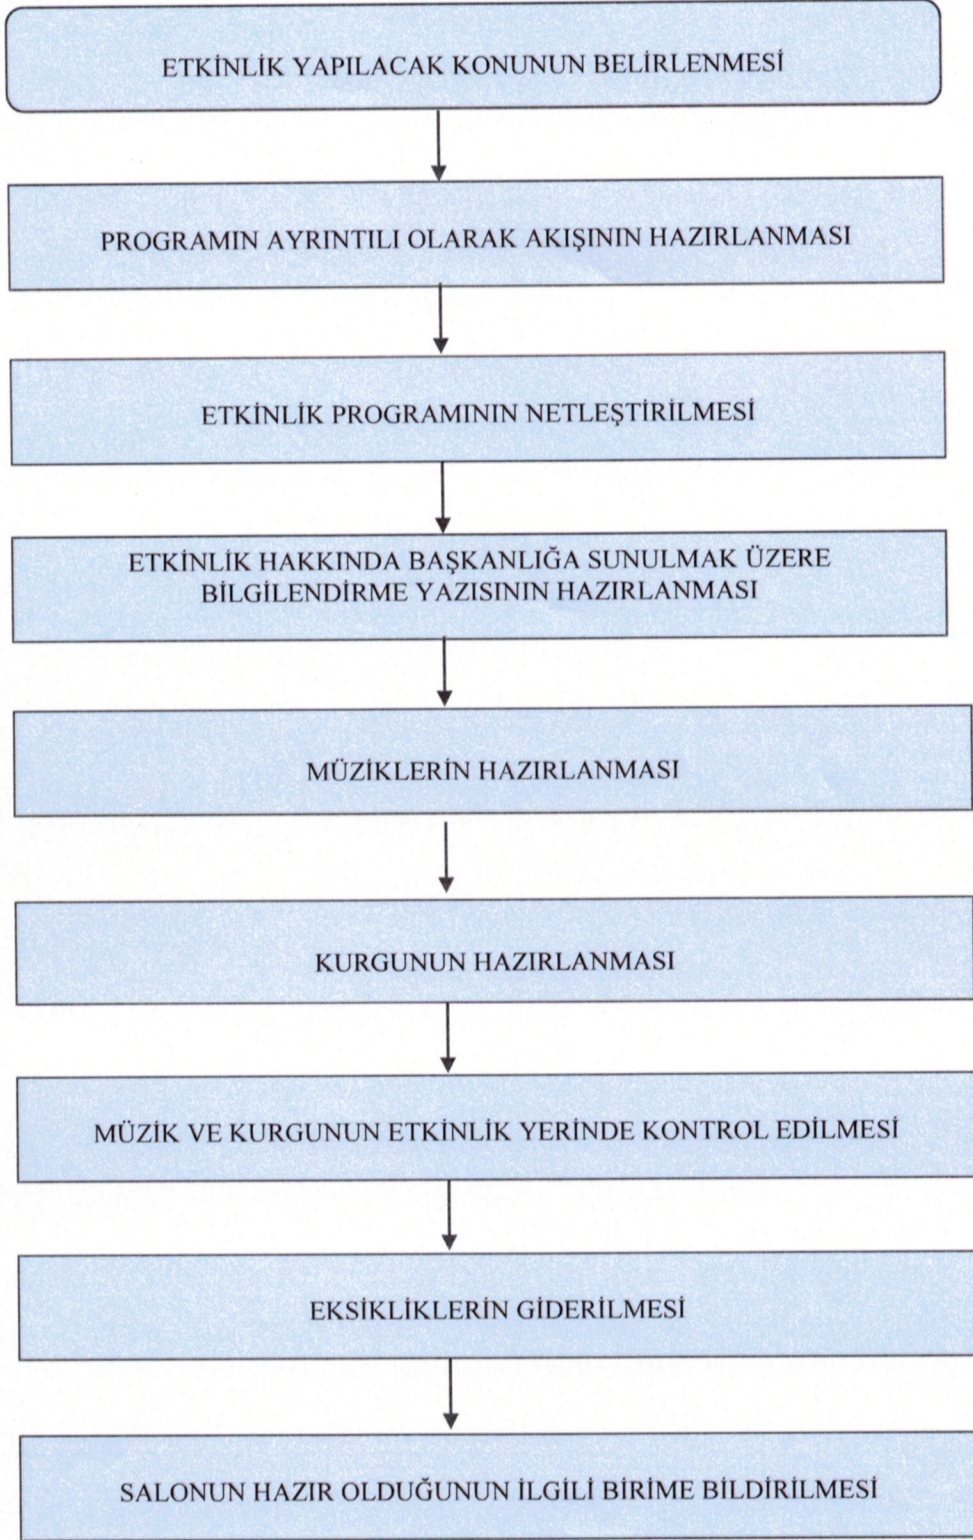 ETKİNLİK YAPILACAK KONUNUN BELİRLENMESİ
PROGRAMIN AYRINTILI OLARAK AKIŞININ HAZIRLANMASI
ETKİNLİK PROGRAMININ NETLEŞTİRİLMESİ
ETKİNLİK HAKKINDA BAŞKANLIĞA SUNULMAK ÜZERE
BİLGİLENDİRME YAZISININ HAZIRLANMASI
MÜZİKLERİN HAZIRLANMASI
KURGUNUN HAZIRLANMASI
MÜZİK VE KURGUNUN ETKİNLİK YERİNDE KONTROL EDİLMESİ
EKSİKLİKLERİN GİDERİLMESİ
SALONUN HAZIR OLDUĞUNUN İLGİLİ BİRİME BİLDİRİLMESİ